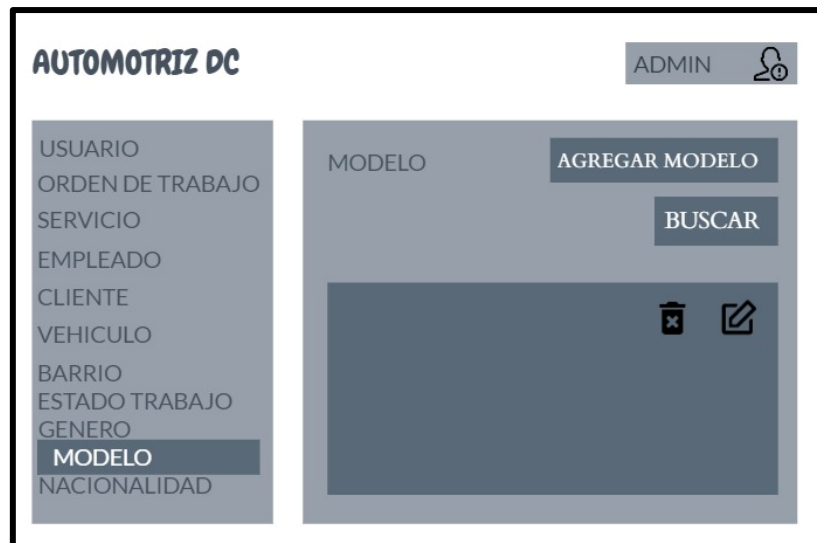 AUTOMOTRIZ DC
ADMIN
USUARIO
ORDEN DE TRABAJO
SERVICIO
EMPLEADO
CLIENTE
VEHICULO
BARRIO
ESTADO TRABAJO
GENERO
MODELO
NACIONALIDAD
MODELO
AGREGAR MODELO
BUSCAR